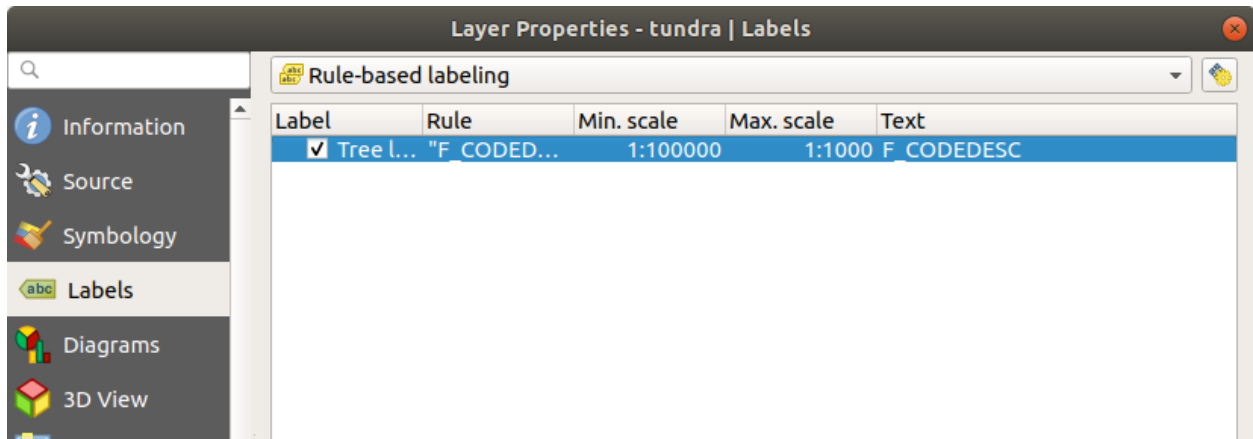 Layer Properties - tundra | Labels
Rule-based labeling
Information
Source
Symbology
abc Labels
Diagrams
3D View
Label Rule Min. scale Max. scale Text
Tree l... "F_CODED... 1:100000 1:1000 F_CODEDESC